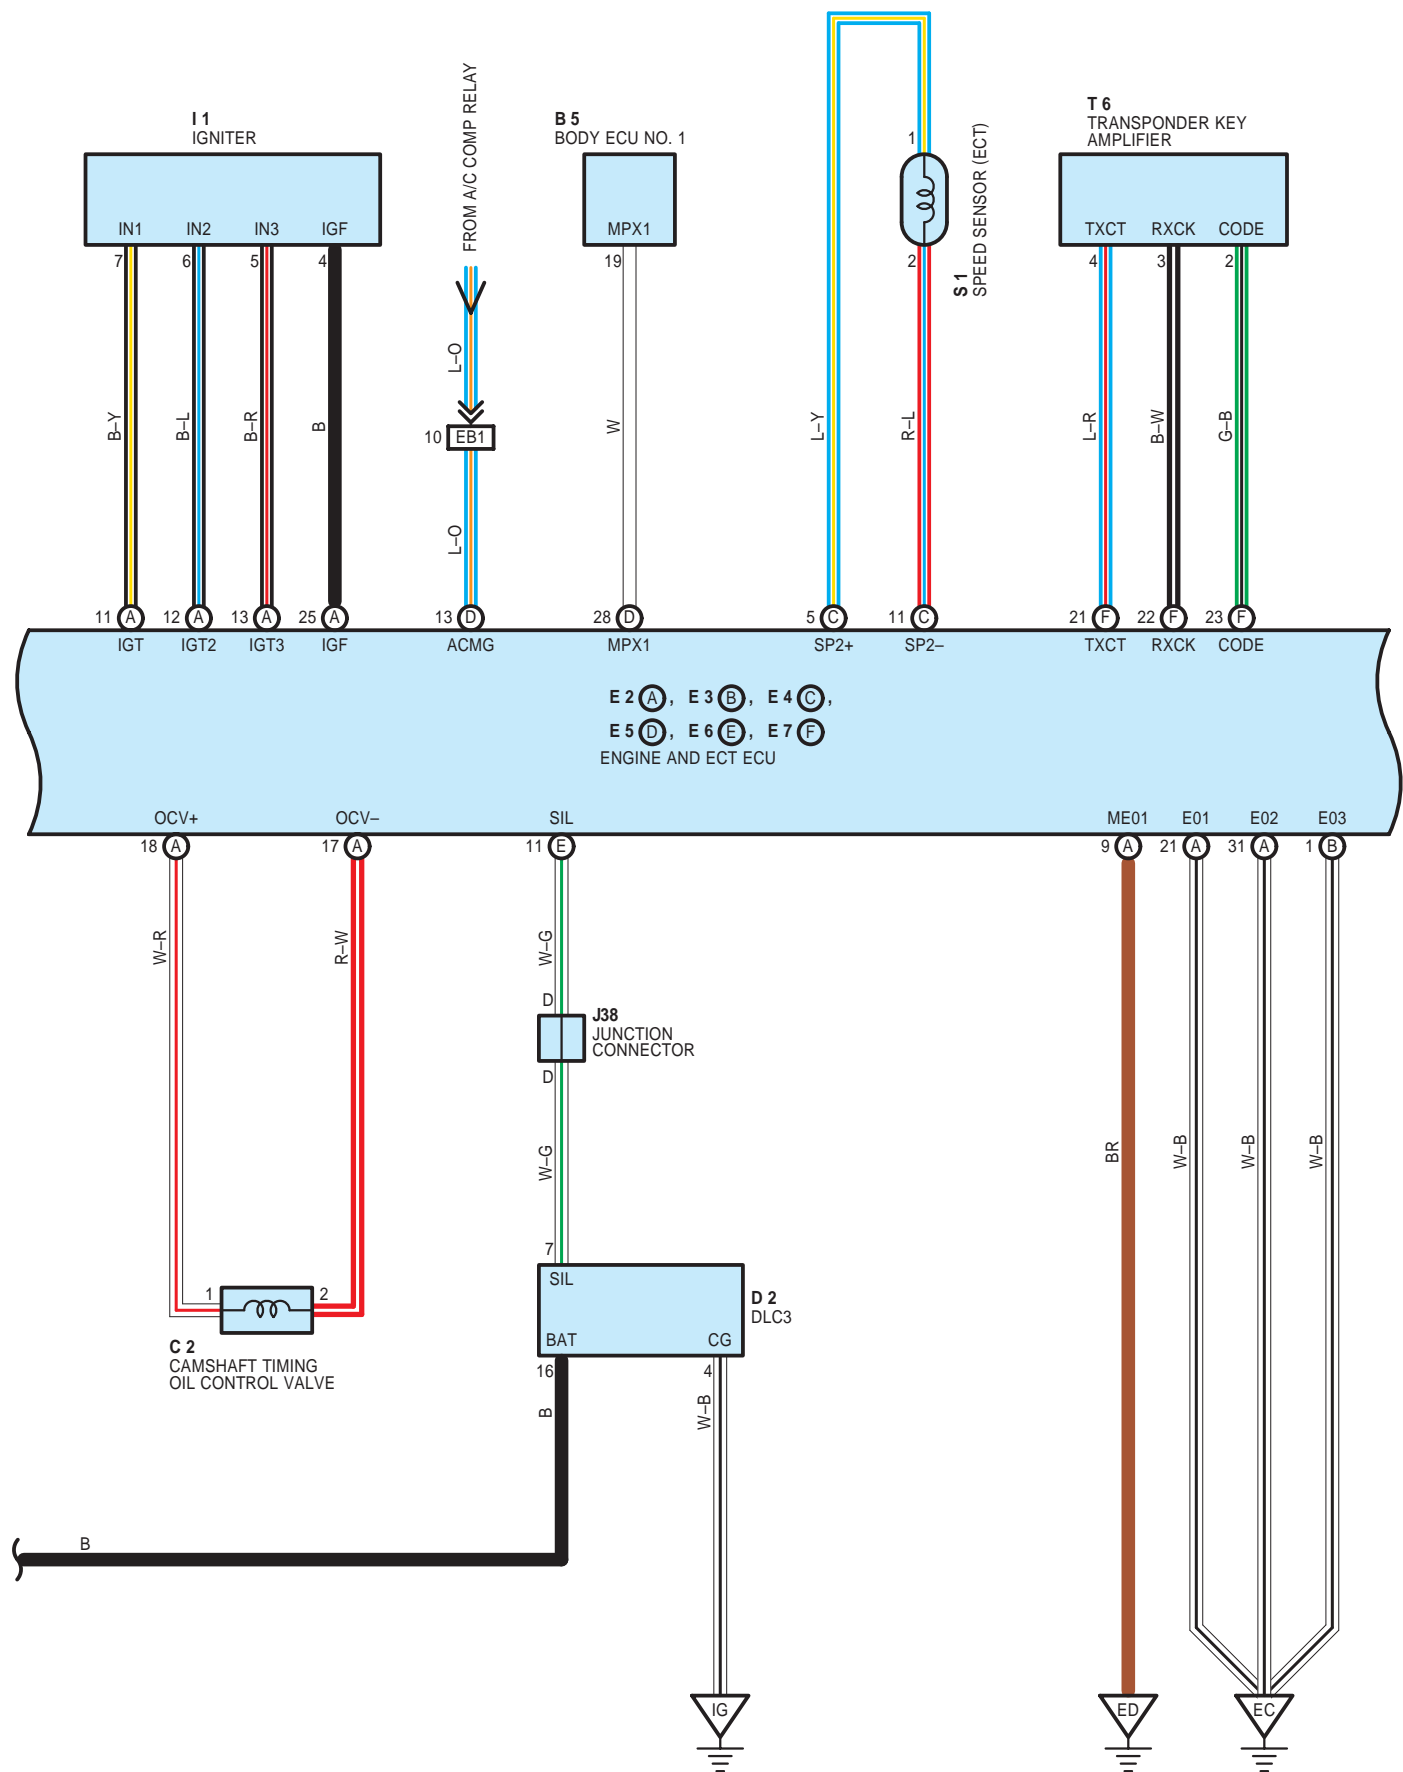 I 1
IGNITER
IN1 IN2 IN3 IGF
7 6 5 4
B–Y
B–L
B–R
B
FROM A/C COMP RELAY
L–O
10 EB1
L–O
B 5
BODY ECU NO. 1
MPX1
19
W
1
2
S 1
SPEED SENSOR (ECT)
L–Y
R–L
T 6
TRANSPONDER KEY
AMPLIFIER
TXCT RXCK CODE
4 3 2
L–R
B–W
G–B
11 A 12 A 13 A 25 A 13 D 28 D 5 C 11 C 21 F 22 F 23 F
IGT IGT2 IGT3 IGF ACMG MPX1 SP2+ SP2– TXCT RXCK CODE
E 2 A , E 3 B , E 4 C ,
E 5 D , E 6 E , E 7 F
ENGINE AND ECT ECU
OCV+ OCV– SIL ME01 E01 E02 E03
18 A 17 A 11 E 9 A 21 A 31 A 1 B
W–R
R–W
W–G
D
J38
JUNCTION
CONNECTOR
D
W–G
BR
W–B
W–B
W–B
1 2
C 2
CAMSHAFT TIMING
OIL CONTROL VALVE
7
SIL
D 2
DLC3
BAT CG
16 4
B
W–B
B
IG
ED
EC